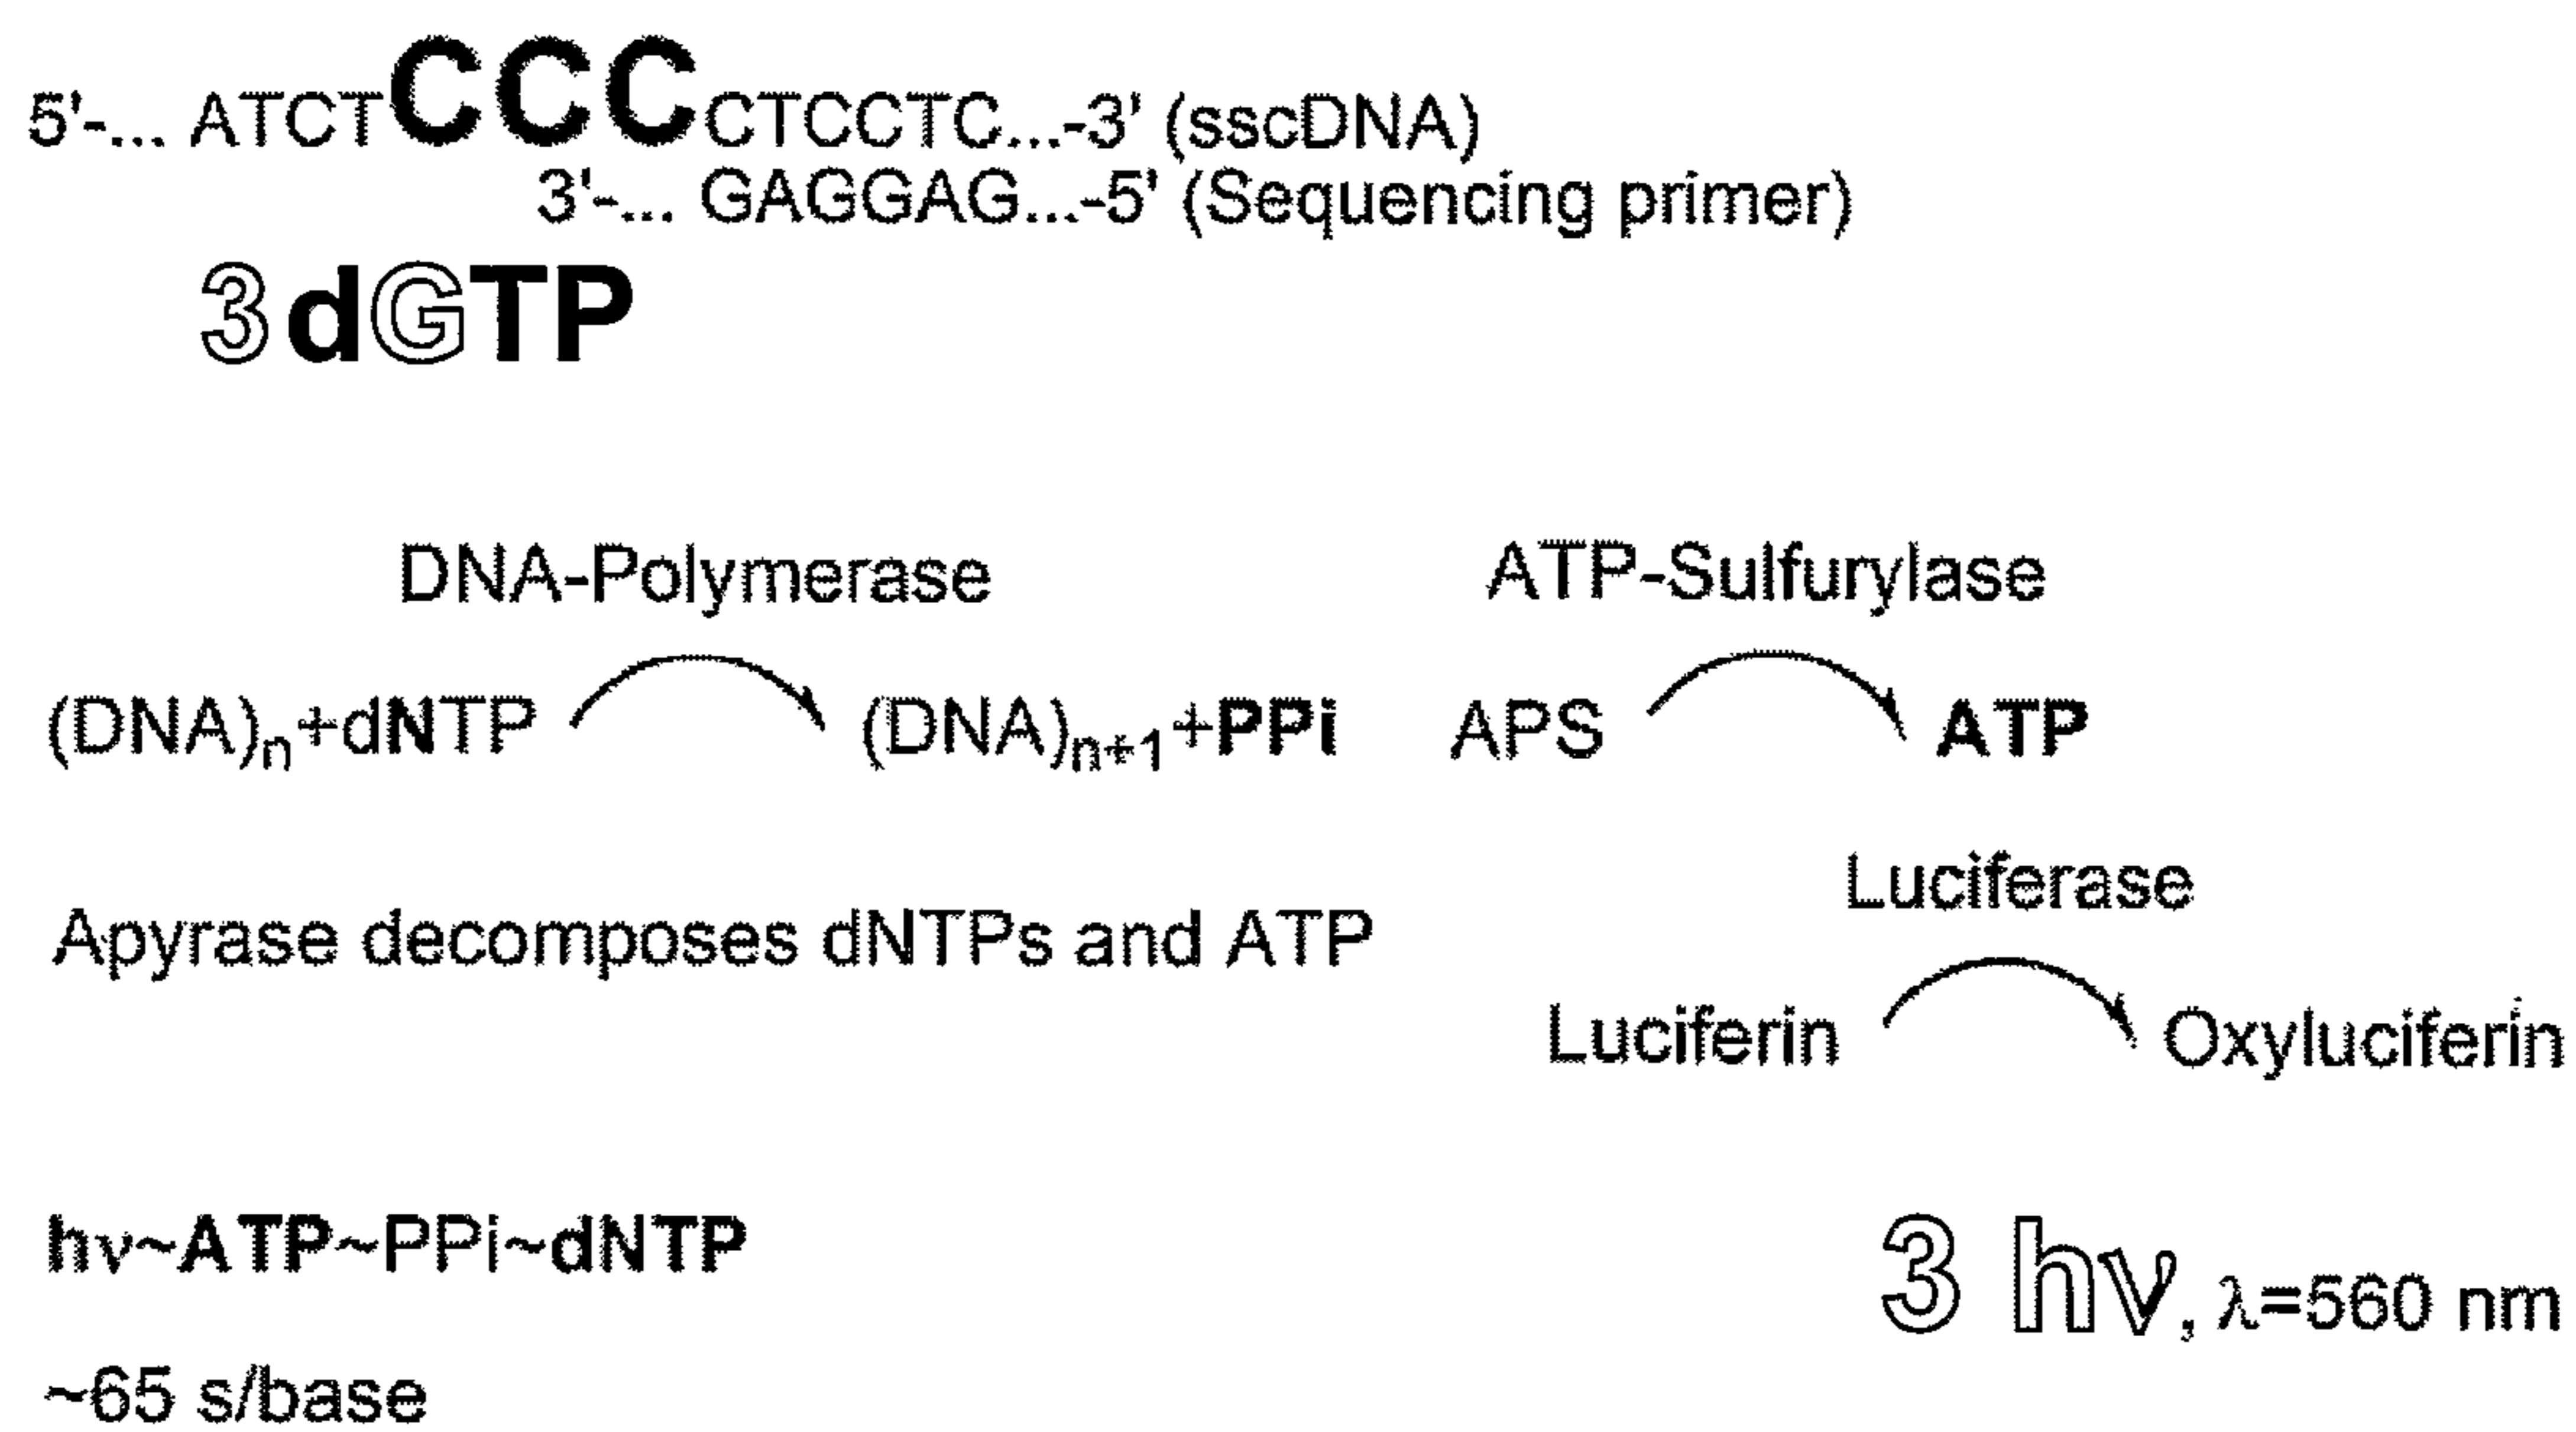 5'-... ATCTCCCCTCCTC...-3' (sscDNA)
3'-... GAGGAG...-5' (Sequencing primer)
3 dGTP
DNA-Polymerase
(DNA)n+dNTP (DNA)n+1+PPi
ATP-Sulfurylase
APS ATP
Apyrase decomposes dNTPs and ATP
Luciferase
Luciferin Oxyluciferin
hν~ATP~PPi~dNTP
3 hν, λ=560 nm
~65 s/base